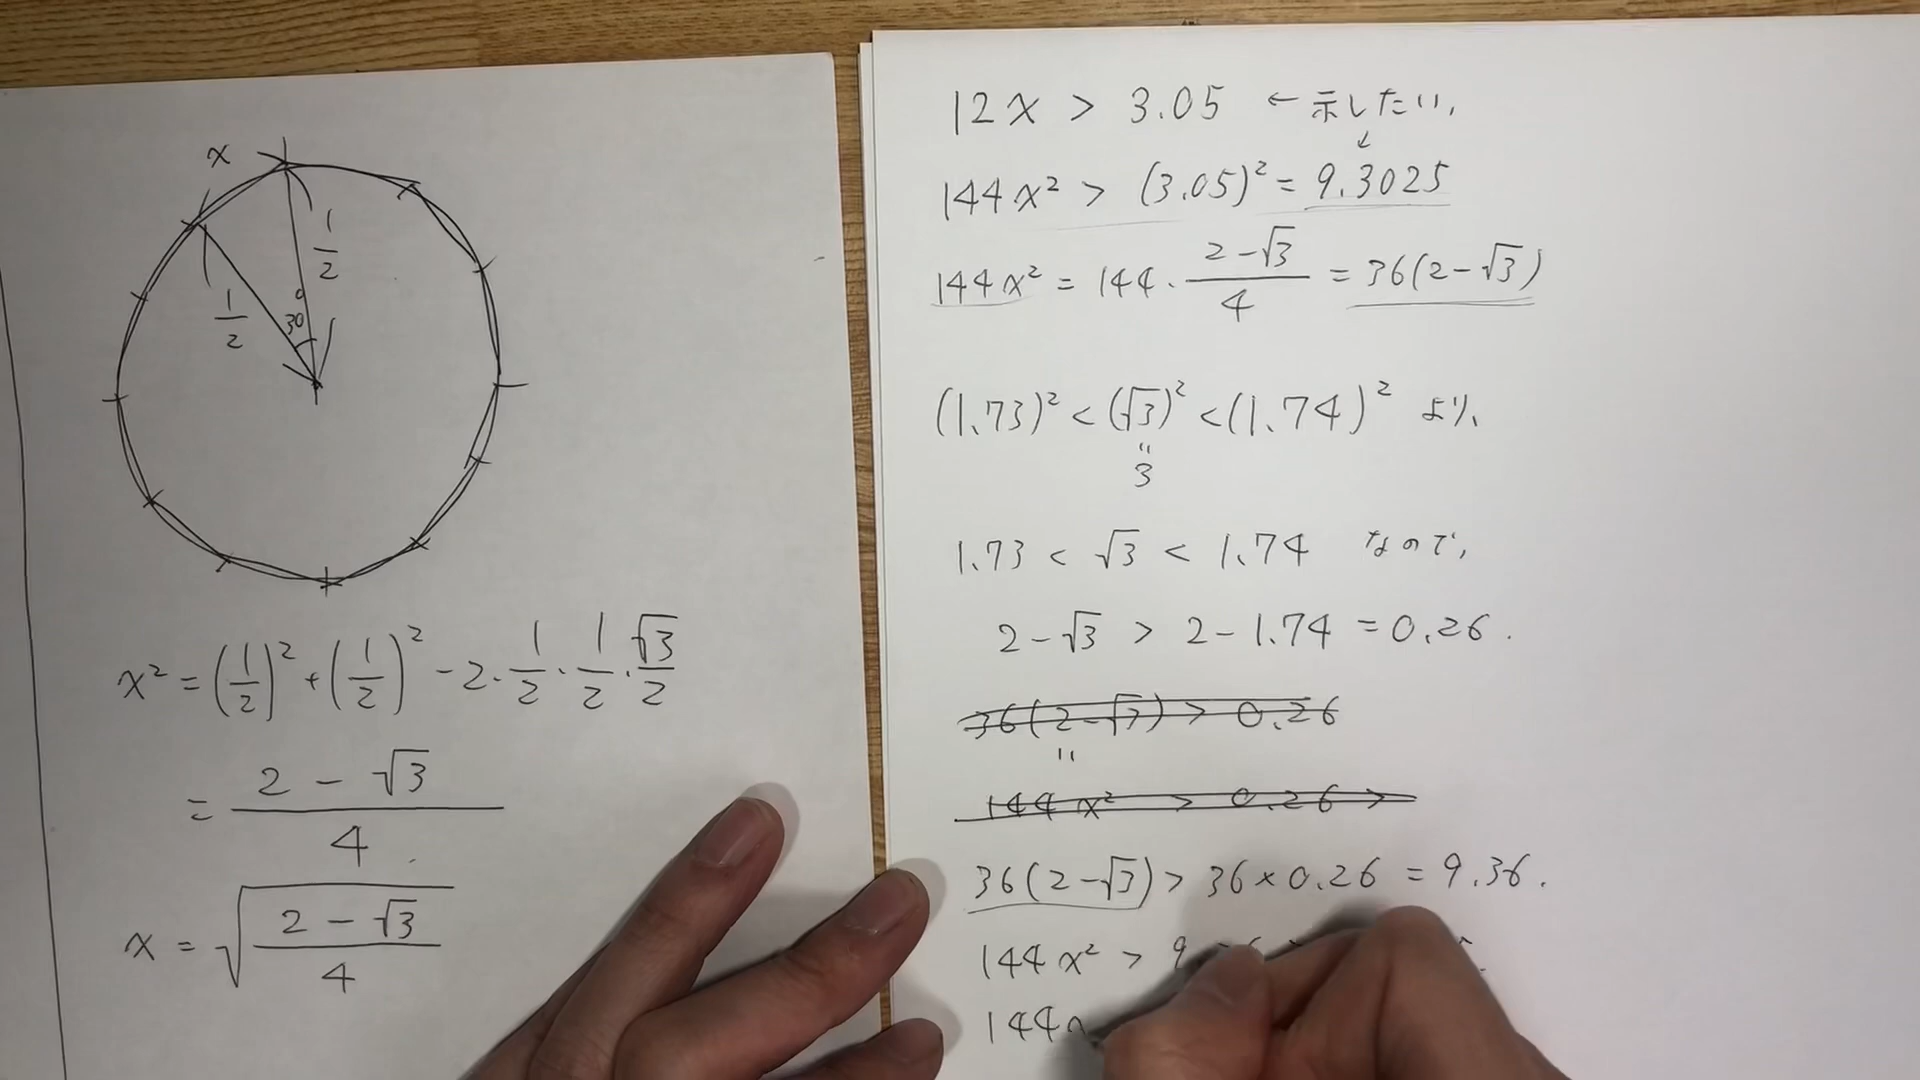 x
1/2
1/2
30°
x² = (1/2)² + (1/2)² - 2・1/2・1/2・√3/2
= (2 - √3)/4
x = √((2 - √3)/4)
12x > 3.05 ← 示したい,
↓
144x² > (3.05)² = 9.3025
144x² = 144・(2-√3)/4 = 36(2-√3)
(1.73)² < (√3)² < (1.74)² より,
"
3
1.73 < √3 < 1.74 なので,
2-√3 > 2-1.74 = 0.26.
36(2-√3) > 0.26
"
144x² > 0.26 >
36(2-√3) > 36×0.26 = 9.36.
144x² > 9
144